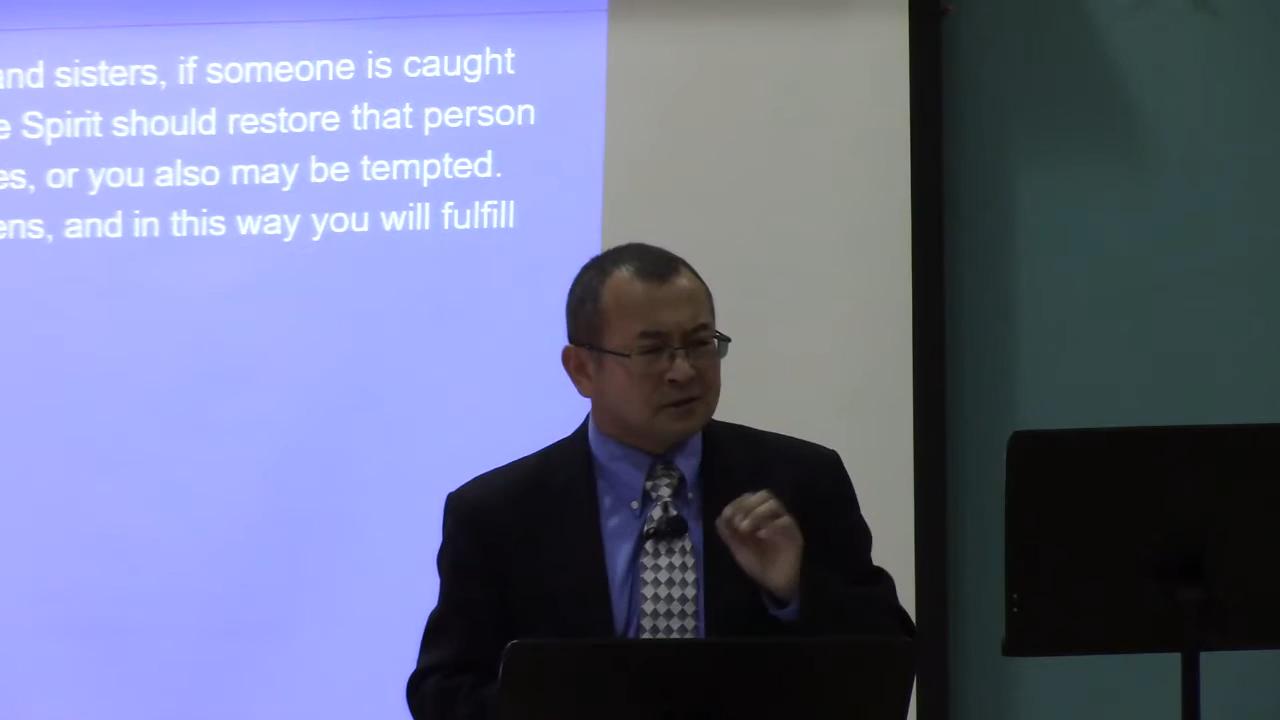 and sisters, if someone is caught
e Spirit should restore that person
es, or you also may be tempted.
ens, and in this way you will fulfill